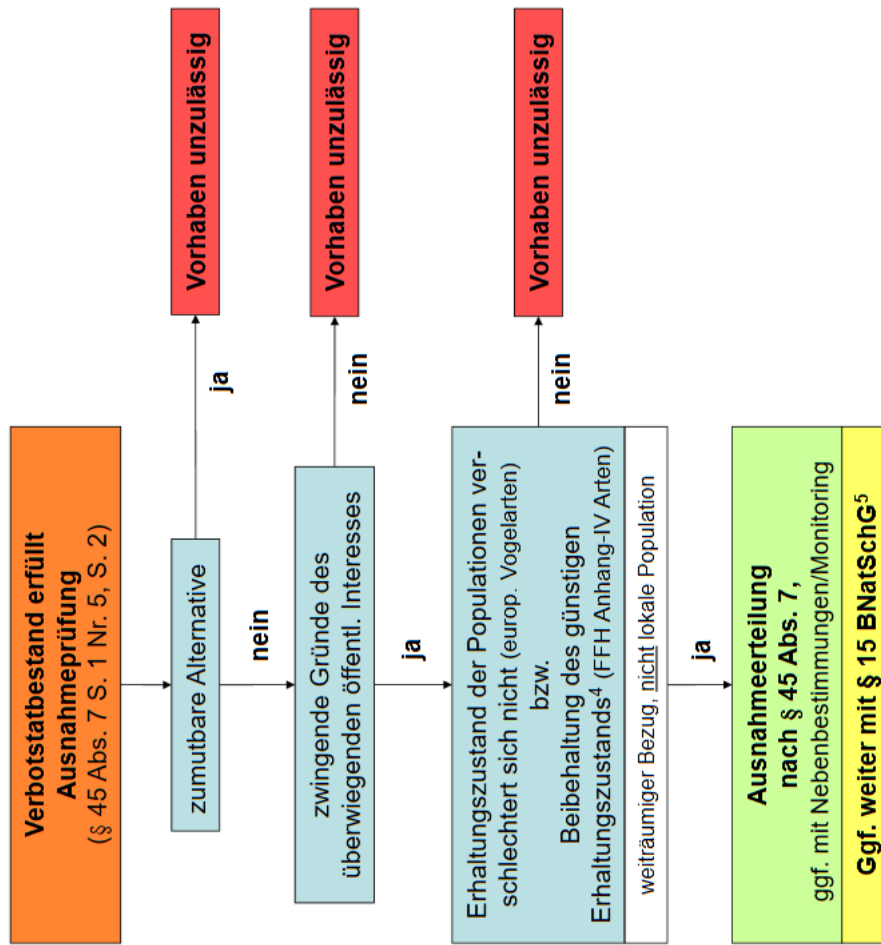 Verbotstatbestand erfüllt
Ausnahmeprüfung
(§ 45 Abs. 7 S. 1 Nr. 5, S. 2)
zumutbare Alternative
ja
Vorhaben unzulässig
nein
zwingende Gründe des
überwiegenden öffentl. Interesses
nein
Vorhaben unzulässig
ja
Erhaltungszustand der Populationen ver-
schlechtert sich nicht (europ. Vogelarten)
bzw.
Beibehaltung des günstigen
Erhaltungszustands⁴ (FFH Anhang-IV Arten)
weiträumiger Bezug, nicht lokale Population
nein
Vorhaben unzulässig
ja
Ausnahmeerteilung
nach § 45 Abs. 7,
ggf. mit Nebenbestimmungen/Monitoring
Ggf. weiter mit § 15 BNatSchG⁵